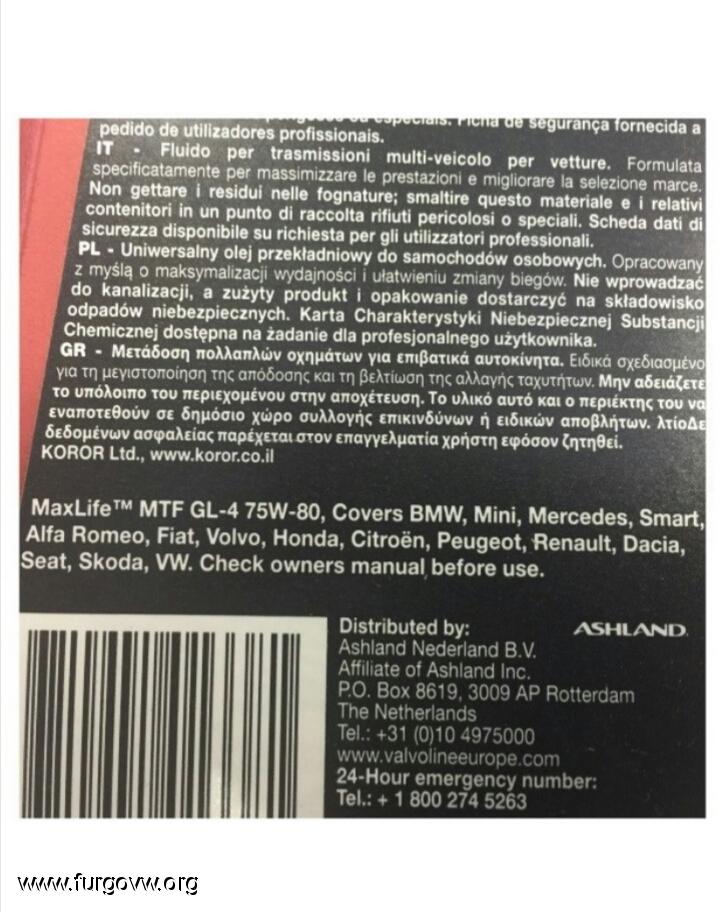 especiais. Ficha de segurança fornecida a
pedido de utilizadores profissionais.
IT - Fluido per trasmissioni multi-veicolo per vetture. Formulata
specificatamente per massimizzare le prestazioni e migliorare la selezione marce.
Non gettare i residui nelle fognature; smaltire questo materiale e i relativi
contenitori in un punto di raccolta rifiuti pericolosi o speciali. Scheda dati di
sicurezza disponibile su richiesta per gli utilizzatori professionali.
PL - Uniwersalny olej przekładniowy do samochodów osobowych. Opracowany
z myślą o maksymalizacji wydajności i ułatwieniu zmiany biegów. Nie wprowadzać
do kanalizacji, a zużyty produkt i opakowanie dostarczyć na składowisko
odpadów niebezpiecznych. Karta Charakterystyki Niebezpiecznej Substancji
Chemicznej dostępna na żadanie dla profesjonalnego użytkownika.
GR - Μετάδοση πολλαπλών οχημάτων για επιβατικά αυτοκίνητα. Ειδικά σχεδιασμένο
για τη μεγιστοποίηση της απόδοσης και τη βελτίωση της αλλαγής ταχυτήτων. Μην αδειάζετε
το υπόλοιπο του περιεχομένου στην αποχέτευση. Το υλικό αυτό και ο περιέκτης του να
εναποτεθούν σε δημόσιο χώρο συλλογής επικινδύνων ή ειδικών αποβλήτων. λτίοΔε
δεδομένων ασφαλείας παρέχεται στον επαγγελματία χρήστη εφόσον ζητηθεί.
KOROR Ltd., www.koror.co.il
MaxLife™ MTF GL-4 75W-80, Covers BMW, Mini, Mercedes, Smart,
Alfa Romeo, Fiat, Volvo, Honda, Citroën, Peugeot, Renault, Dacia,
Seat, Skoda, VW. Check owners manual before use.
Distributed by:
ASHLAND
Ashland Nederland B.V.
Affiliate of Ashland Inc.
P.O. Box 8619, 3009 AP Rotterdam
The Netherlands
Tel.: +31 (0)10 4975000
www.valvolineeurope.com
24-Hour emergency number:
Tel.: + 1 800 274 5263
www.furgovw.org